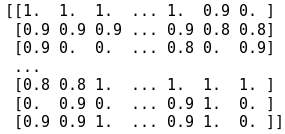 [[1. 1. 1. ... 1. 0.9 0. ]
[0.9 0.9 0.9 ... 0.9 0.8 0.8]
[0.9 0. 0. ... 0.8 0. 0.9]
...
[0.8 0.8 1. ... 1. 1. 1. ]
[0. 0.9 0. ... 0.9 1. 0. ]
[0.9 0.9 1. ... 0.9 1. 0. ]]